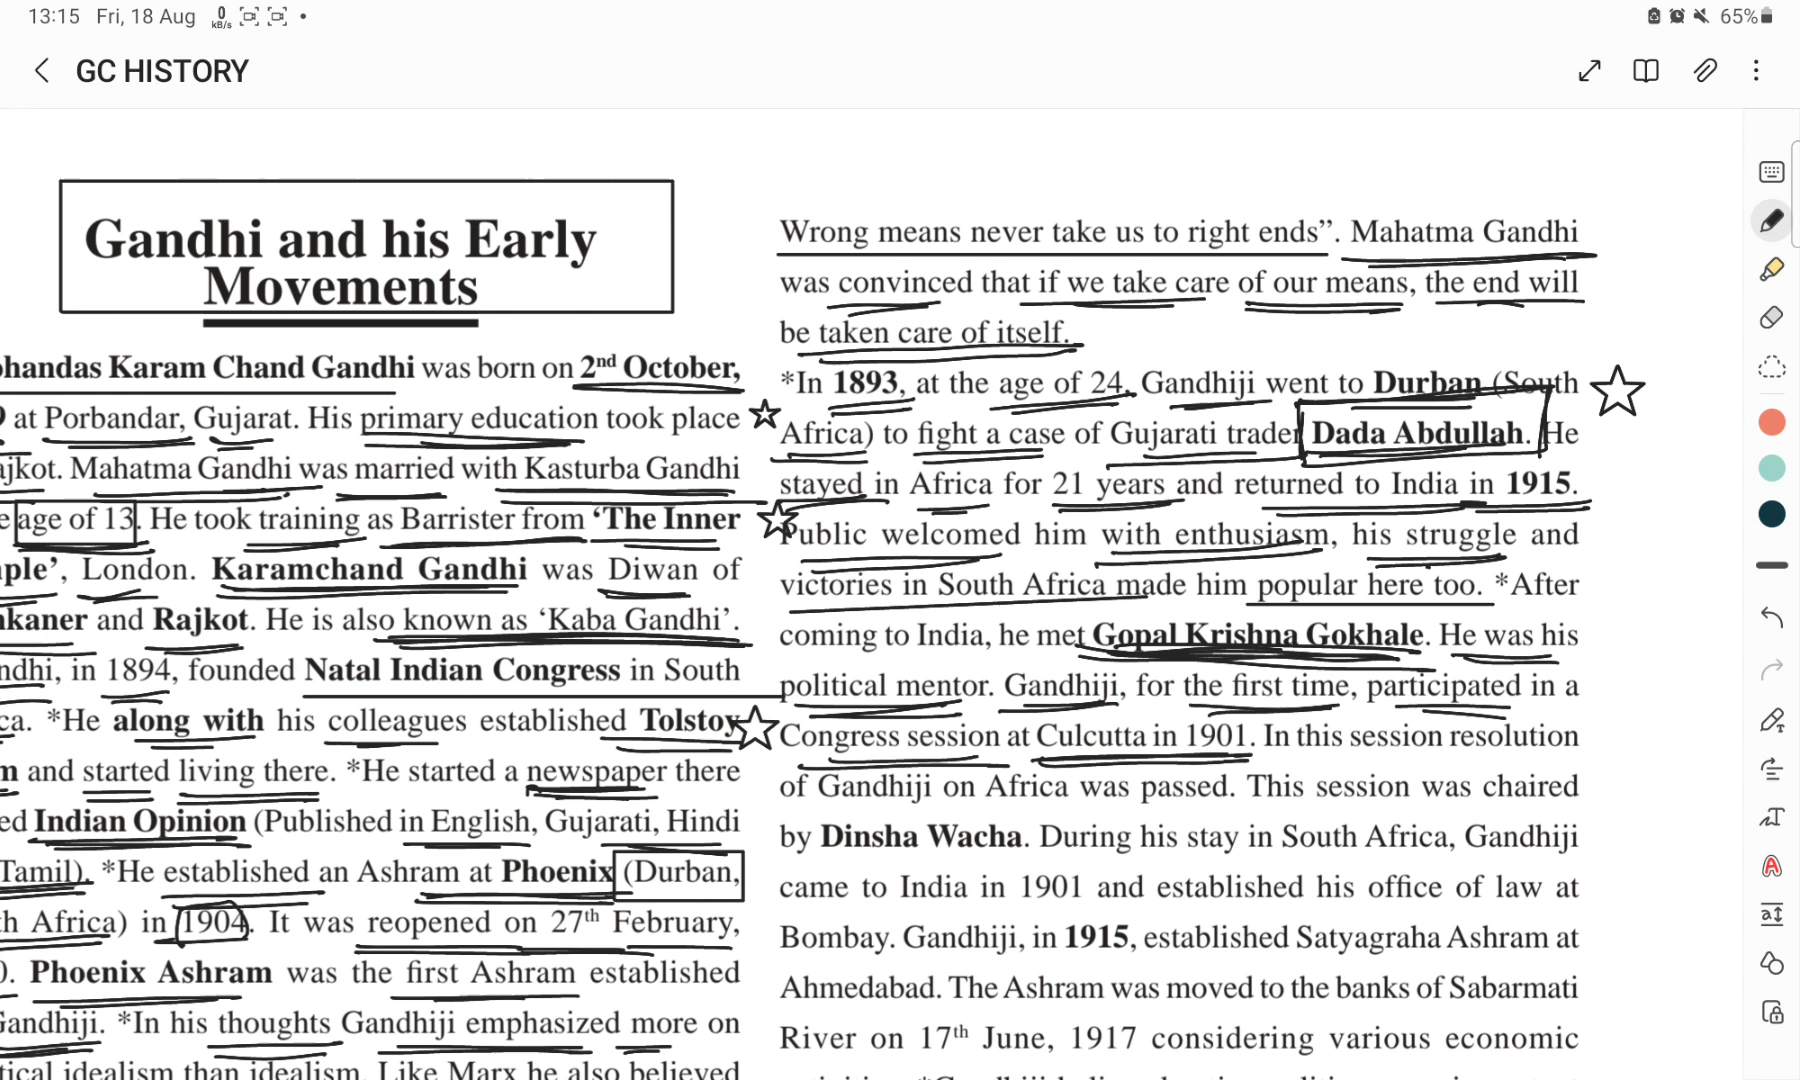 13:15 Fri, 18 Aug 0 kB/s 65%
GC HISTORY
Gandhi and his Early
Movements
handas Karam Chand Gandhi was born on 2nd October,
at Porbandar, Gujarat. His primary education took place
ajkot. Mahatma Gandhi was married with Kasturba Gandhi
e age of 13. He took training as Barrister from ‘The Inner
ple’, London. Karamchand Gandhi was Diwan of
nkaner and Rajkot. He is also known as ‘Kaba Gandhi’.
ndhi, in 1894, founded Natal Indian Congress in South
ca. *He along with his colleagues established Tolstoy
m and started living there. *He started a newspaper there
ed Indian Opinion (Published in English, Gujarati, Hindi
Tamil). *He established an Ashram at Phoenix (Durban,
th Africa) in 1904. It was reopened on 27th February,
0. Phoenix Ashram was the first Ashram established
Gandhiji. *In his thoughts Gandhiji emphasized more on
tical idealism than idealism. Like Marx he also believed
Wrong means never take us to right ends”. Mahatma Gandhi
was convinced that if we take care of our means, the end will
be taken care of itself.
*In 1893, at the age of 24, Gandhiji went to Durban (South
Africa) to fight a case of Gujarati trader Dada Abdullah. He
stayed in Africa for 21 years and returned to India in 1915.
Public welcomed him with enthusiasm, his struggle and
victories in South Africa made him popular here too. *After
coming to India, he met Gopal Krishna Gokhale. He was his
political mentor. Gandhiji, for the first time, participated in a
Congress session at Culcutta in 1901. In this session resolution
of Gandhiji on Africa was passed. This session was chaired
by Dinsha Wacha. During his stay in South Africa, Gandhiji
came to India in 1901 and established his office of law at
Bombay. Gandhiji, in 1915, established Satyagraha Ashram at
Ahmedabad. The Ashram was moved to the banks of Sabarmati
River on 17th June, 1917 considering various economic